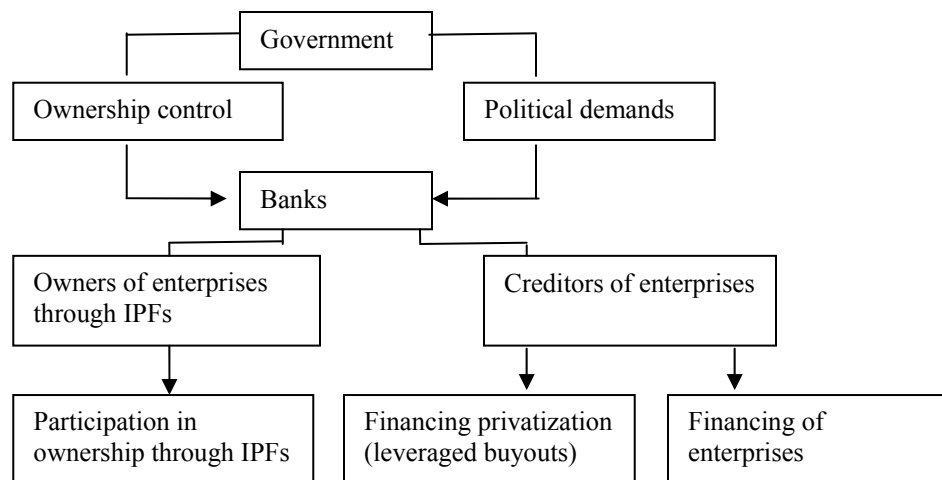 Government
Ownership control
Political demands
Banks
Owners of enterprises
through IPFs
Creditors of enterprises
Participation in
ownership through IPFs
Financing privatization
(leveraged buyouts)
Financing of
enterprises